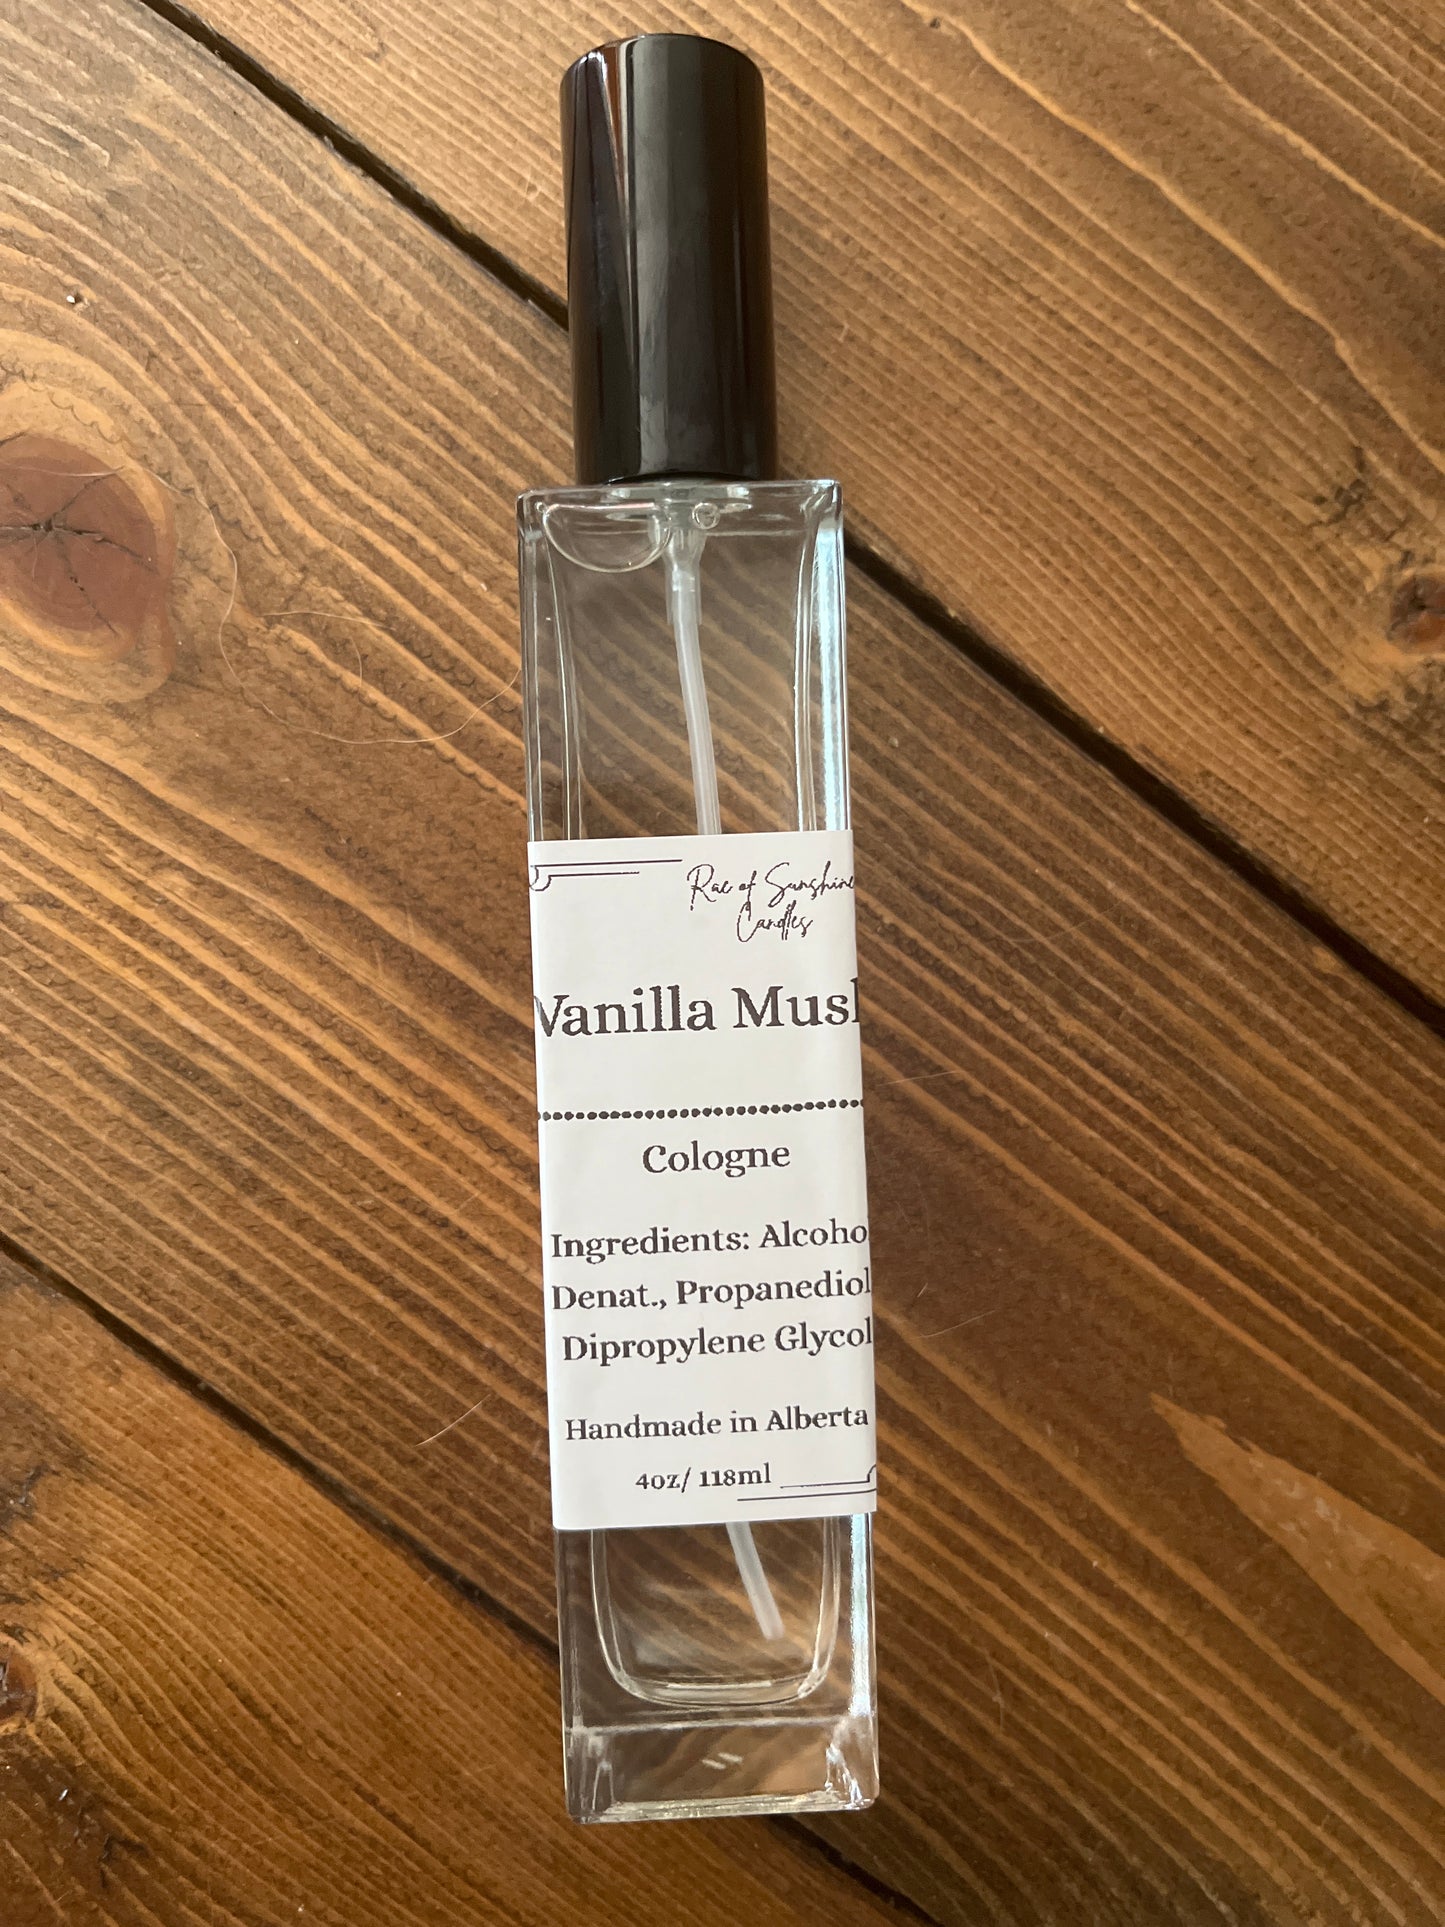 Rae of Sunshine
Candles
Vanilla Musk
Cologne
Ingredients: Alcohol
Denat., Propanediol
Dipropylene Glycol
Handmade in Alberta
4oz/ 118ml